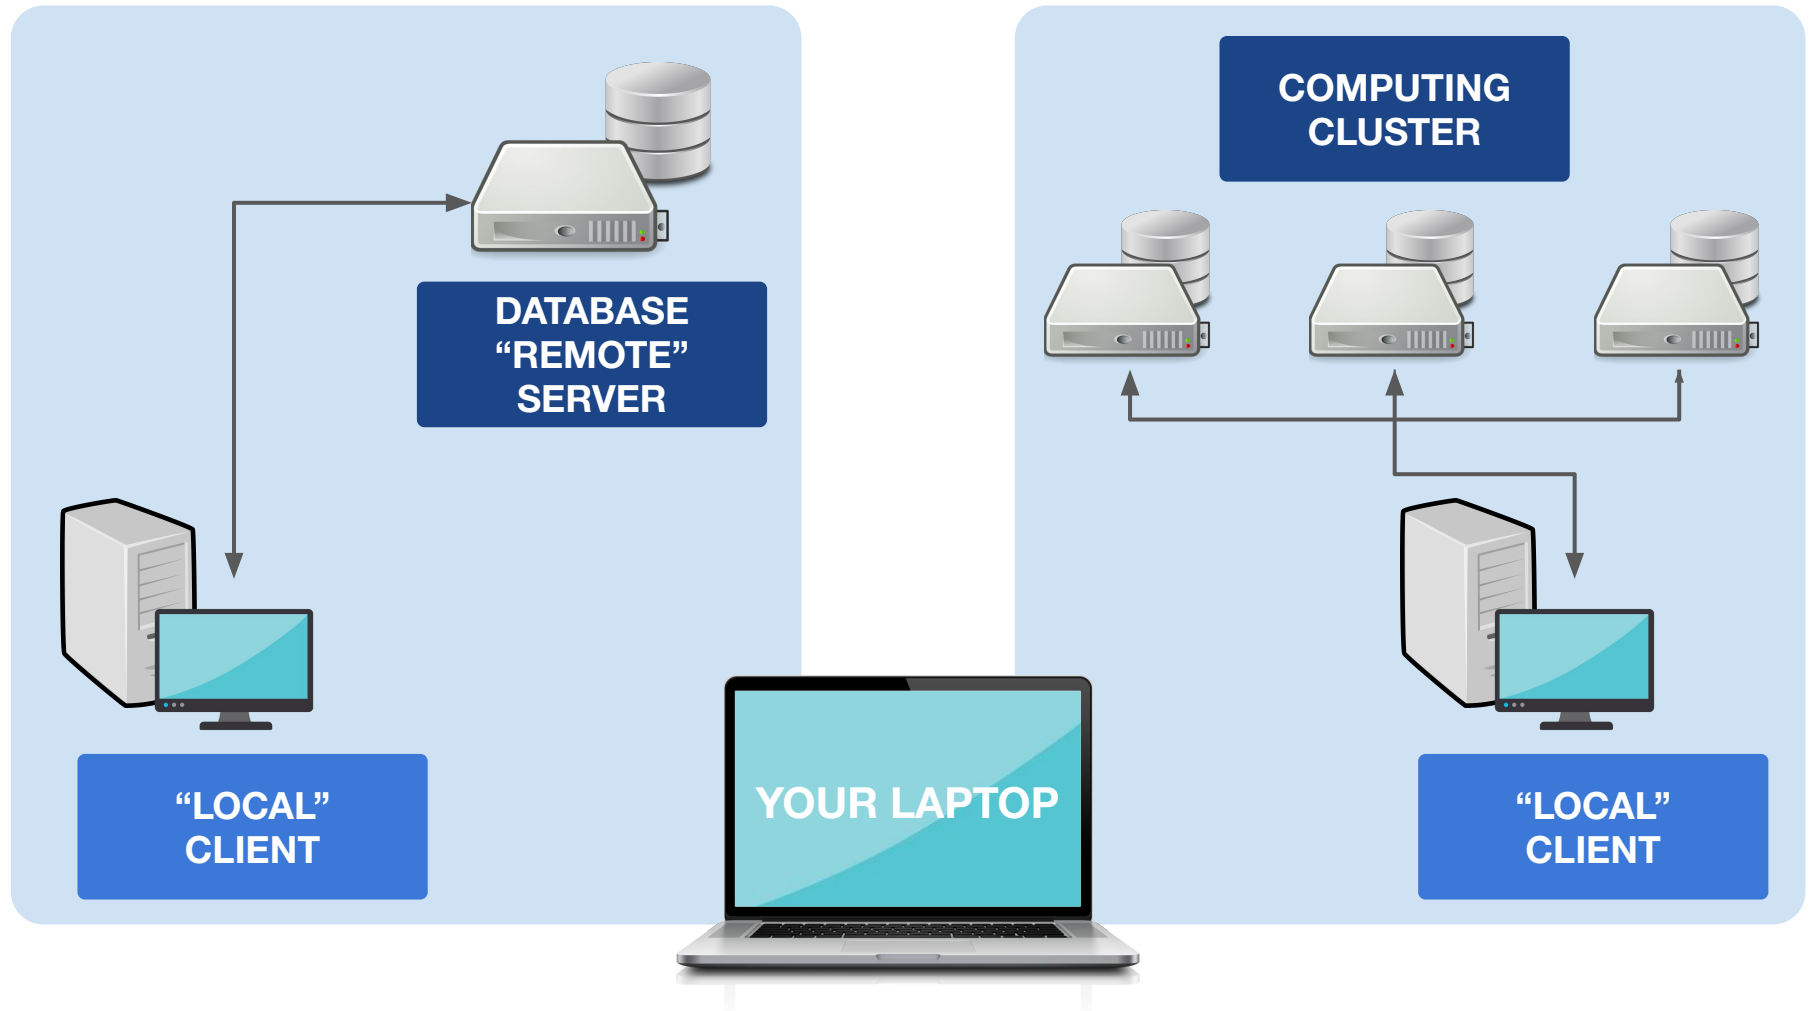 DATABASE
“REMOTE”
SERVER
“LOCAL”
CLIENT
YOUR LAPTOP
COMPUTING
CLUSTER
“LOCAL”
CLIENT